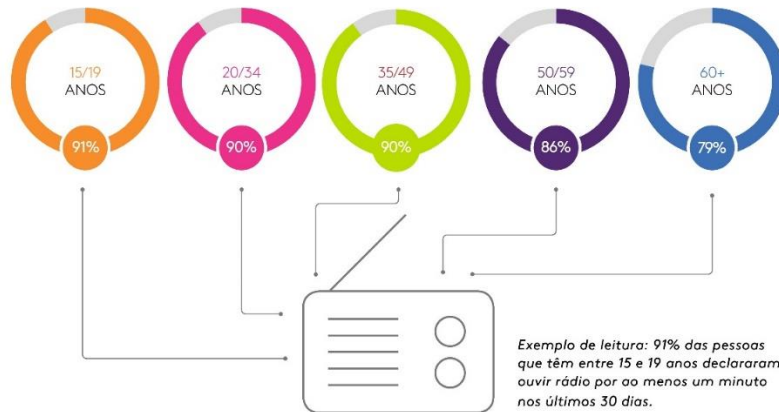 15/19
ANOS
91%
20/34
ANOS
90%
35/49
ANOS
90%
50/59
ANOS
86%
60+
ANOS
79%
Exemplo de leitura: 91% das pessoas
que têm entre 15 e 19 anos declararam
ouvir rádio por ao menos um minuto
nos últimos 30 dias.